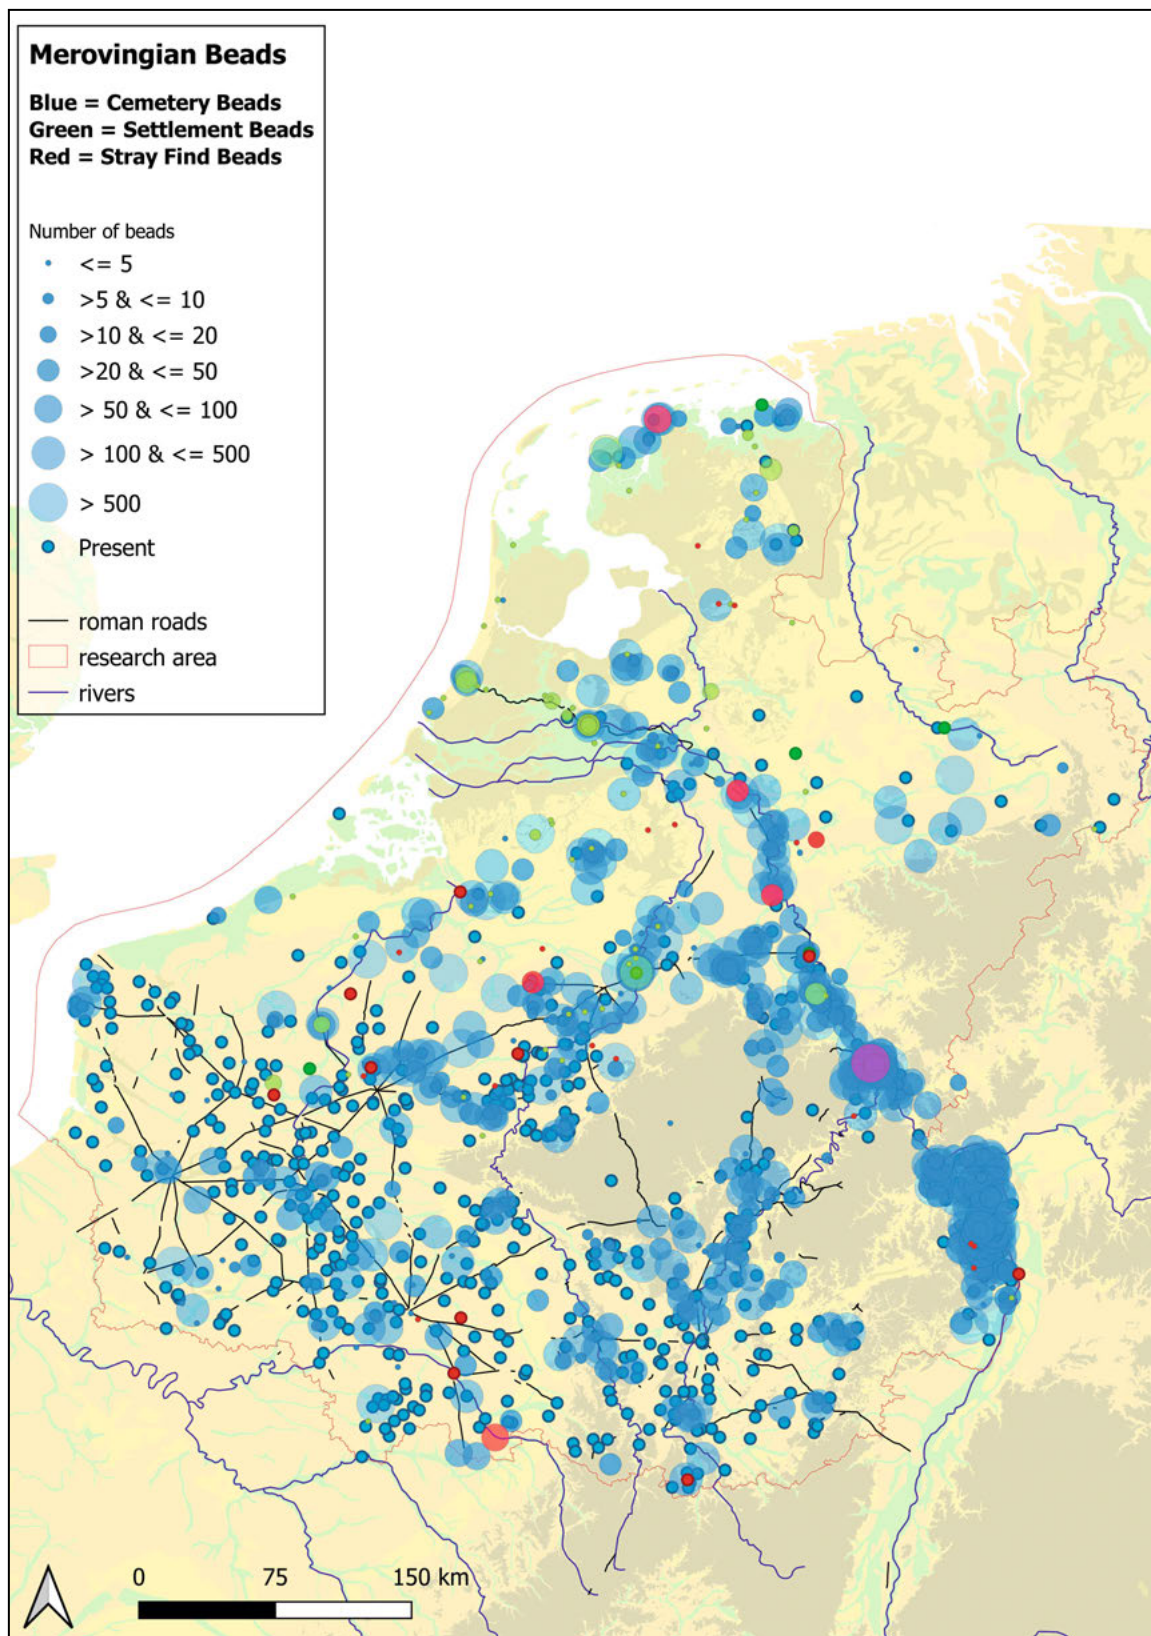 Merovingian Beads
Blue = Cemetery Beads
Green = Settlement Beads
Red = Stray Find Beads
Number of beads
<= 5
>5 & <= 10
>10 & <= 20
>20 & <= 50
> 50 & <= 100
> 100 & <= 500
> 500
Present
roman roads
research area
rivers
0 75 150 km